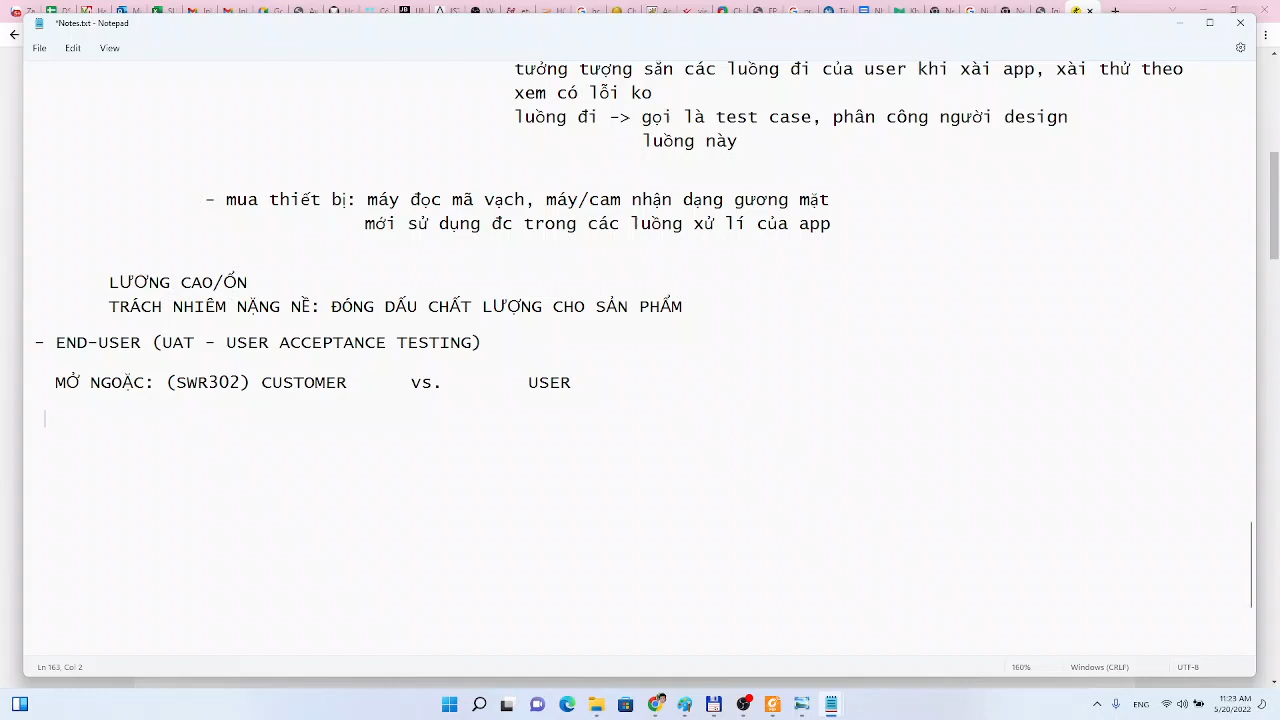 *Notes.txt - Notepad
File Edit View
tưởng tượng sẵn các luồng đi của user khi xài app, xài thử theo
xem có lỗi ko
luồng đi -> gọi là test case, phân công người design
luồng này
- mua thiết bị: máy đọc mã vạch, máy/cam nhận dạng gương mặt
mới sử dụng đc trong các luồng xử lí của app
LƯƠNG CAO/ỔN
TRÁCH NHIÊM NẶNG NỀ: ĐÓNG DẤU CHẤT LƯỢNG CHO SẢN PHẨM
- END-USER (UAT - USER ACCEPTANCE TESTING)
MỞ NGOẶC: (SWR302) CUSTOMER vs. USER
Ln 163, Col 2 160% Windows (CRLF) UTF-8
ENG 11:23 AM
5/20/2022